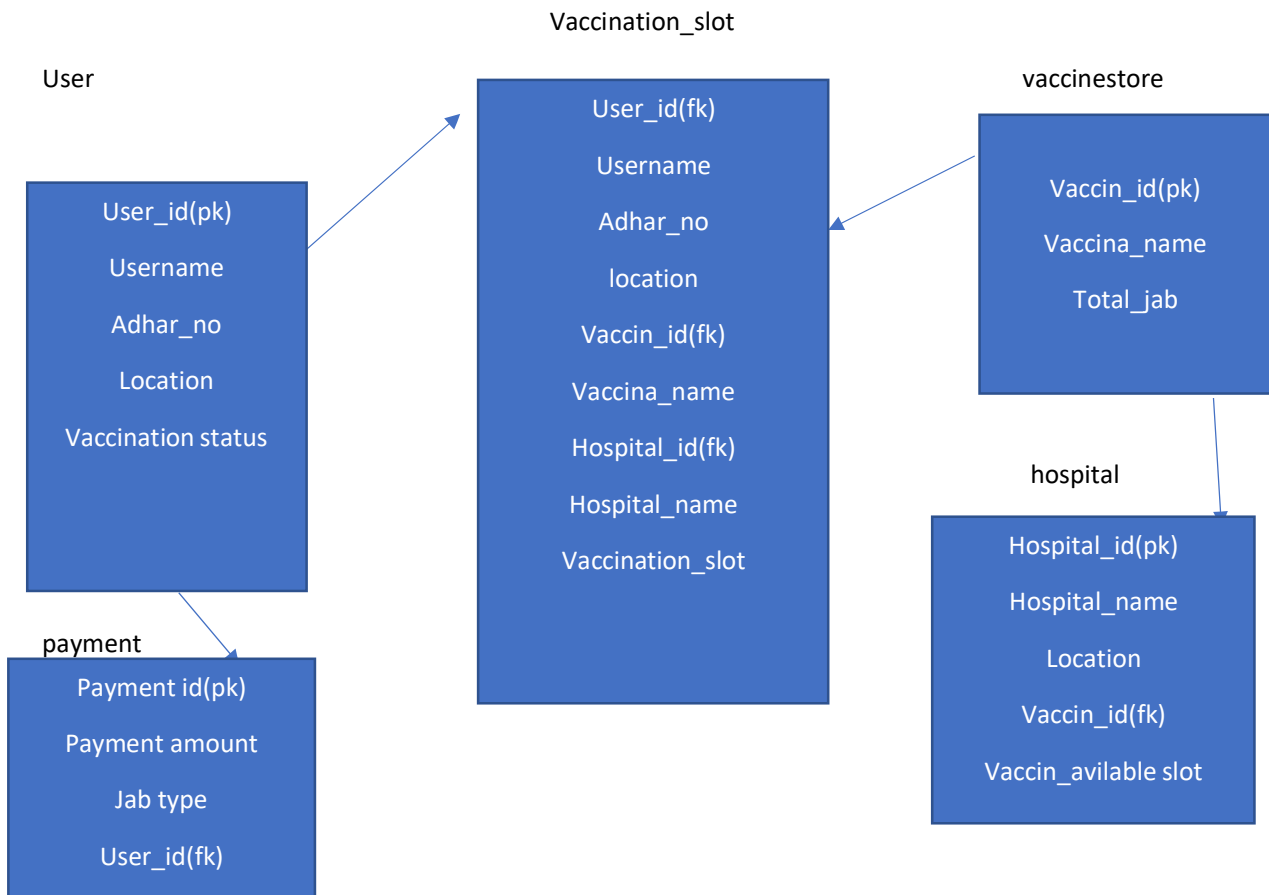 Vaccination_slot
User
User_id(pk)
Username
Adhar_no
Location
Vaccination status
payment
Payment id(pk)
Payment amount
Jab type
User_id(fk)
User_id(fk)
Username
Adhar_no
location
Vaccin_id(fk)
Vaccina_name
Hospital_id(fk)
Hospital_name
Vaccination_slot
vaccinestore
Vaccin_id(pk)
Vaccina_name
Total_jab
hospital
Hospital_id(pk)
Hospital_name
Location
Vaccin_id(fk)
Vaccin_avilable slot